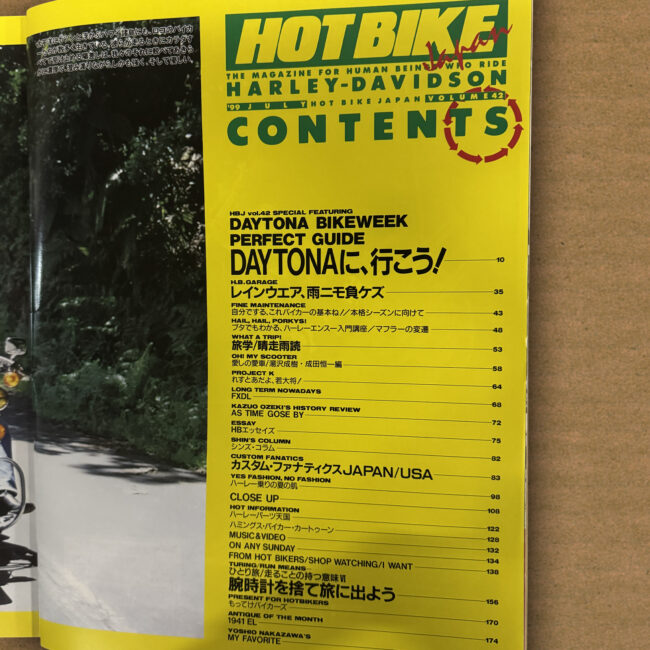 HOT BIKE
Japan
THE MAGAZINE FOR HUMAN BEINGS WHO RIDE
HARLEY-DAVIDSON
'99 JULY HOT BIKE JAPAN VOLUME 42
CONTENTS
HBJ vol.42 SPECIAL FEATURING
DAYTONA BIKEWEEK
PERFECT GUIDE
DAYTONAに、行こう! 10
H.B. GARAGE
レインウエア、雨ニモ負ケズ 35
FINE MAINTENANCE
自分でする、これバイカーの基本ね!/本格シーズンに向けて 43
HAIL, HAIL, PORKYS!
ブタでもわかる、ハーレーエンスー入門講座/マフラーの変遷 48
WHAT A TRIP!
旅学/晴走雨読 53
OH! MY SCOOTER
愛しの愛車/湯沢成樹・成田恒一編 58
PROJECT K
れすとあだよ、若大将! 64
LONG TERM NOWADAYS
FXDL 68
KAZUO OZEKI'S HISTORY REVIEW
AS TIME GOSE BY 72
ESSAY
HBエッセイズ 75
SHIN'S COLUMN
シンズ・コラム 82
CUSTOM FANATICS
カスタム・ファナティクスJAPAN/USA 83
YES FASHION, NO FASHION
ハーレー乗りの夏の肌 98
CLOSE UP 108
HOT INFORMATION
ハーレーパーツ天国 122
ハミングス・バイカー・カートゥーン 128
MUSIC&VIDEO 132
ON ANY SUNDAY 134
FROM HOT BIKERS/SHOP WATCHING/I WANT 138
TURING/RUN MEANS
ひとり旅/走ることの持つ意味 VI
腕時計を捨て旅に出よう 156
PRESENT FOR HOTBIKERS
もってけバイカーズ 170
ANTIQUE OF THE MONTH
1941 EL 174
YOSHIO NAKAZAWA'S
MY FAVORITE